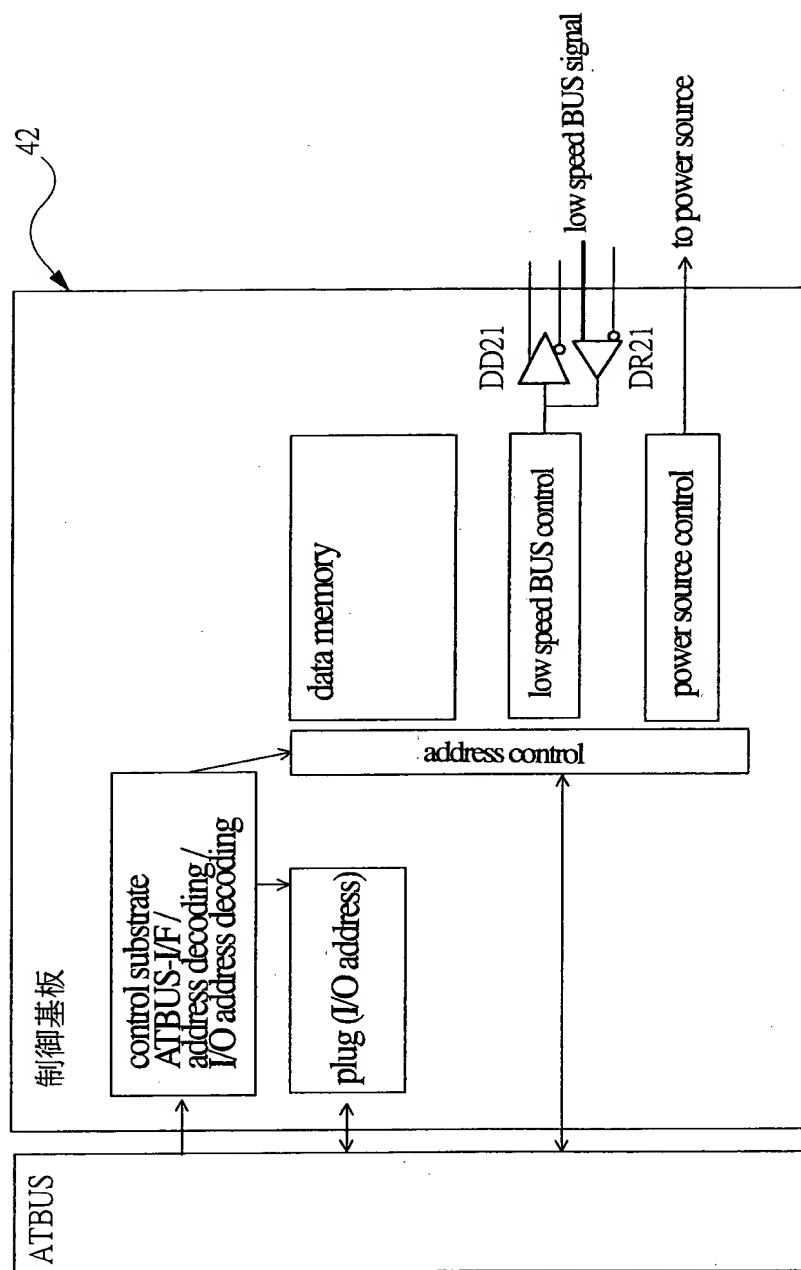 42
制御基板
ATBUS
control substrate
ATBUS-I/F /
address decoding /
I/O address decoding
plug (I/O address)
address control
data memory
low speed BUS control
power source control
DD21
DR21
low speed BUS signal
to power source